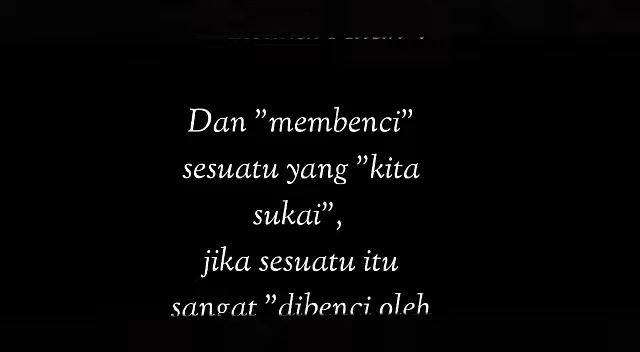 Dan ”membenci”
sesuatu yang ”kita
sukai”,
jika sesuatu itu
sangat ”dibenci oleh